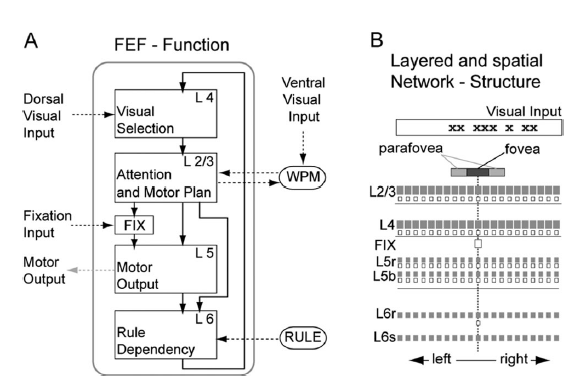 A
FEF - Function
Dorsal
Visual
Input
L 4
Visual
Selection
Ventral
Visual
Input
L 2/3
Attention
and Motor Plan
WPM
Fixation
Input
FIX
Motor
Output
L 5
Motor
Output
L 6
Rule
Dependency
RULE
B
Layered and spatial
Network - Structure
Visual Input
xx xxx x xx
parafovea
fovea
L2/3
L4
FIX
L5r
L5b
L6r
L6s
left
right